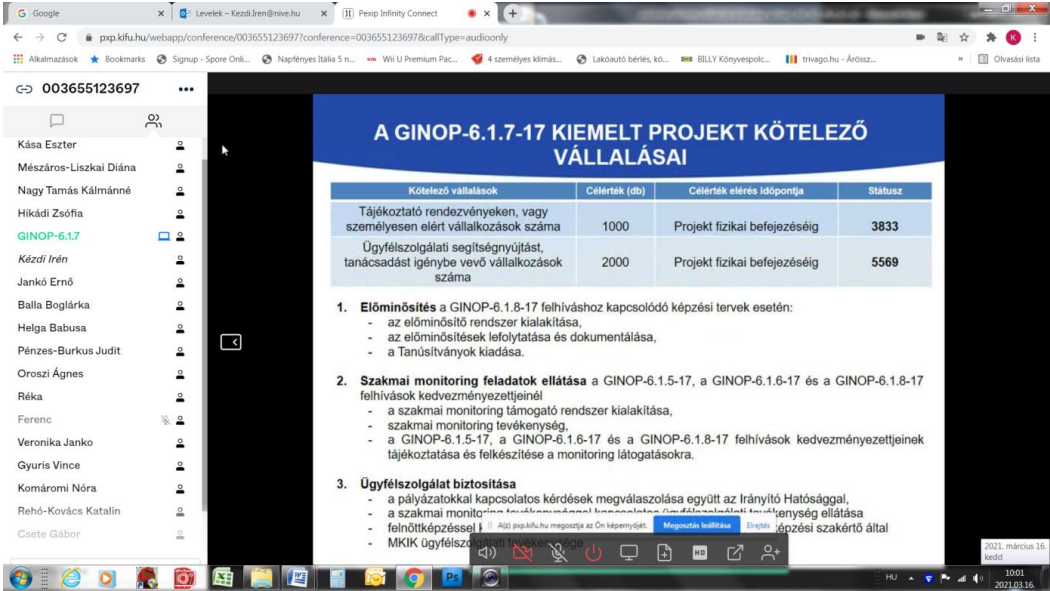 Google
Levelek – Kezdi.Iren@nive.hu
Pexip Infinity Connect
pxp.kifu.hu/webapp/conference/003655123697?conference=003655123697&callType=audioonly
K
Alkalmazások
Bookmarks
Signup - Spore Onli...
Napfényes Itália 5 n...
Wii U Premium Pac...
4 személyes klímás...
Lakóautó bérlés, kö...
BILLY Könyvespolc...
trivago.hu - Árössz...
»
Olvasási lista
003655123697
Kása Eszter
Mészáros-Liszkai Diána
Nagy Tamás Kálmánné
Hikádi Zsófia
GINOP-6.1.7
Kézdi Irén
Jankó Ernő
Balla Boglárka
Helga Babusa
Pénzes-Burkus Judit
Oroszi Ágnes
Réka
Ferenc
Veronika Janko
Gyuris Vince
Komáromi Nóra
Rehó-Kovács Katalin
Csete Gábor
A GINOP-6.1.7-17 KIEMELT PROJEKT KÖTELEZŐ
VÁLLALÁSAI
Kötelező vállalások Célérték (db) Célérték elérés időpontja Státusz
Tájékoztató rendezvényeken, vagy
személyesen elért vállalkozások száma 1000 Projekt fizikai befejezéséig 3833
Ügyfélszolgálati segítségnyújtást,
tanácsadást igénybe vevő vállalkozások 2000 Projekt fizikai befejezéséig 5569
száma
1. Előminősítés a GINOP-6.1.8-17 felhíváshoz kapcsolódó képzési tervek esetén:
- az előminősítő rendszer kialakítása,
- az előminősítések lefolytatása és dokumentálása,
- a Tanúsítványok kiadása.
2. Szakmai monitoring feladatok ellátása a GINOP-6.1.5-17, a GINOP-6.1.6-17 és a GINOP-6.1.8-17
felhívások kedvezményezettjeinél
- a szakmai monitoring támogató rendszer kialakítása,
- szakmai monitoring tevékenység,
- a GINOP-6.1.5-17, a GINOP-6.1.6-17 és a GINOP-6.1.8-17 felhívások kedvezményezettjeinek
tájékoztatása és felkészítése a monitoring látogatásokra.
3. Ügyfélszolgálat biztosítása
- a pályázatokkal kapcsolatos kérdések megválaszolása együtt az Irányító Hatósággal,
- a szakmai monitoring tevékenységgel kapcsolatos ügyfélszolgálati tevékenység ellátása
- felnőttképzéssel képzési szakértő által
- MKIK ügyfélszolgálati tevékenysége
A(z) pxp.kifu.hu megosztja az Ön képernyőjét.
Megosztás leállítása
Elrejtés
HD
2021. március 16.
kedd
Ps
HU
10:01
2021.03.16.